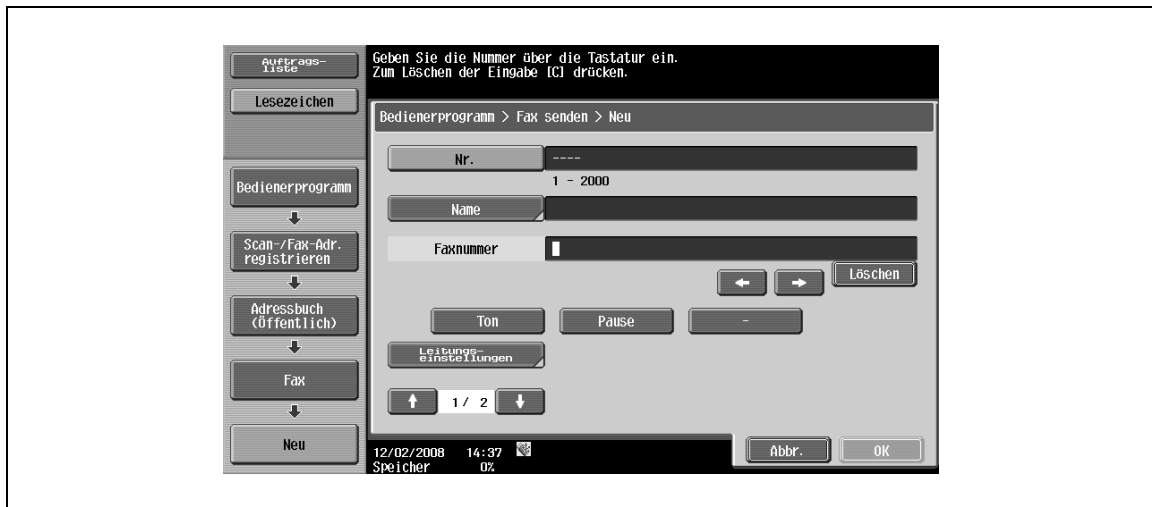 Auftrags-
liste
Lesezeichen
Bedienerprogramm
Scan-/Fax-Adr.
registrieren
Adressbuch
(Öffentlich)
Fax
Neu
Geben Sie die Nummer über die Tastatur ein.
Zum Löschen der Eingabe [C] drücken.
Bedienerprogramm > Fax senden > Neu
Nr.
----
1 - 2000
Name
Faxnummer
Löschen
Ton
Pause
-
Leitungs-
einstellungen
1/ 2
12/02/2008 14:37
Speicher 0%
Abbr.
OK